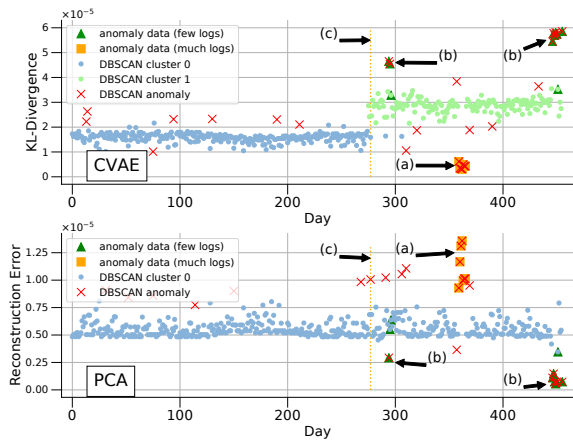 1e−5
6
5
4
3
2
1
0
KL-Divergence
anomaly data (few logs)
anomaly data (much logs)
DBSCAN cluster 0
DBSCAN cluster 1
DBSCAN anomaly
(c)
(b)
(b)
(a)
CVAE
0 100 200 300 400
Day
1e−5
1.25
1.00
0.75
0.50
0.25
0.00
Reconstruction Error
anomaly data (few logs)
anomaly data (much logs)
DBSCAN cluster 0
DBSCAN anomaly
(c)
(a)
(b)
(b)
PCA
0 100 200 300 400
Day